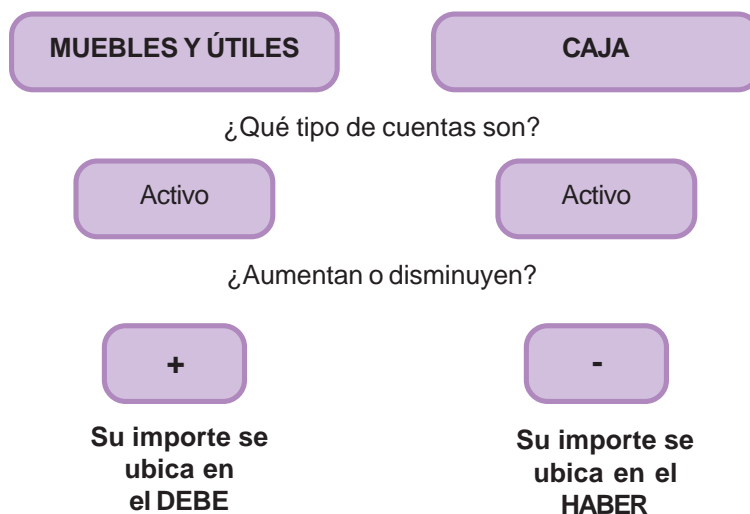 MUEBLES Y ÚTILES
CAJA
¿Qué tipo de cuentas son?
Activo
Activo
¿Aumentan o disminuyen?
+
-
Su importe se
ubica en
el DEBE
Su importe se
ubica en el
HABER